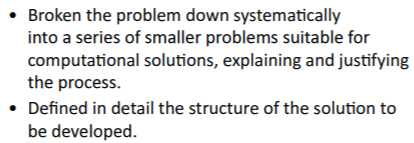 • Broken the problem down systematically
into a series of smaller problems suitable for
computational solutions, explaining and justifying
the process.
• Defined in detail the structure of the solution to
be developed.